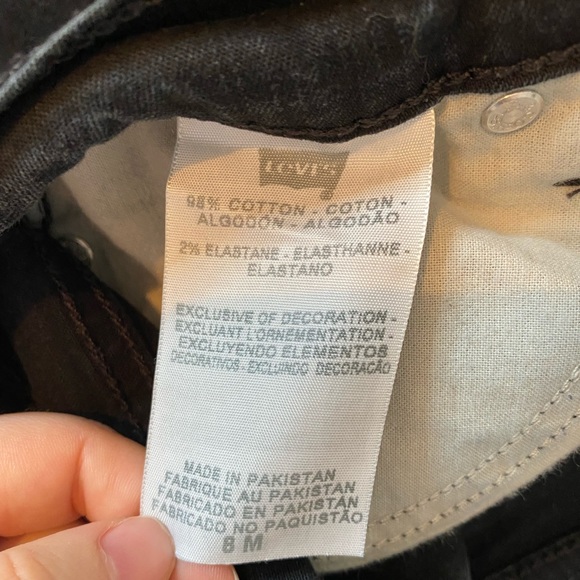 Levi's
98% COTTON - COTON -
ALGODÓN - ALGODÃO
2% ELASTANE - ELASTHANNE -
ELASTANO
EXCLUSIVE OF DECORATION -
EXCLUANT L'ORNEMENTATION -
EXCLUYENDO ELEMENTOS
DECORATIVOS - EXCLUINDO DECORAÇÃO
MADE IN PAKISTAN
FABRIQUE AU PAKISTAN
FABRICADO EN PAKISTAN
FABRICADO NO PAQUISTÃO
8 M